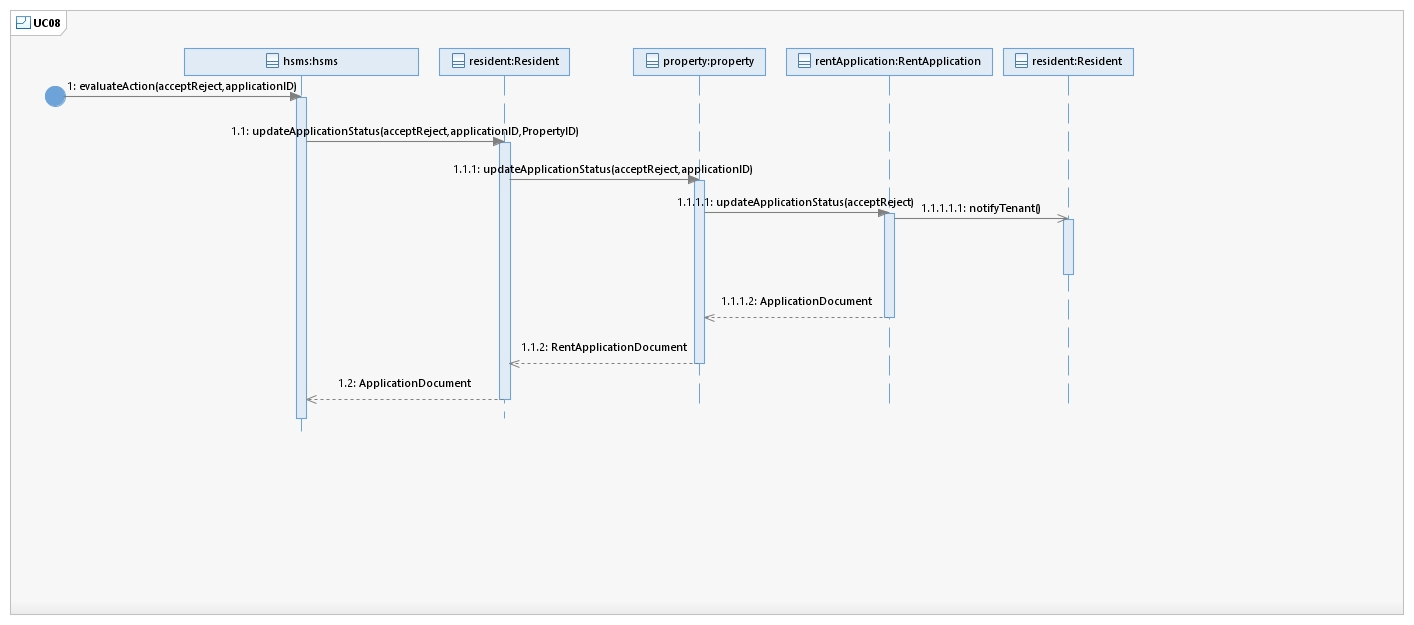 UC08
hsms:hsms
resident:Resident
property:property
rentApplication:RentApplication
resident:Resident
1: evaluateAction(acceptReject,applicationID)
1.1: updateApplicationStatus(acceptReject,applicationID,PropertyID)
1.1.1: updateApplicationStatus(acceptReject,applicationID)
1.1.1.1: updateApplicationStatus(acceptReject)
1.1.1.1.1: notifyTenant()
1.1.1.2: ApplicationDocument
1.1.2: RentApplicationDocument
1.2: ApplicationDocument